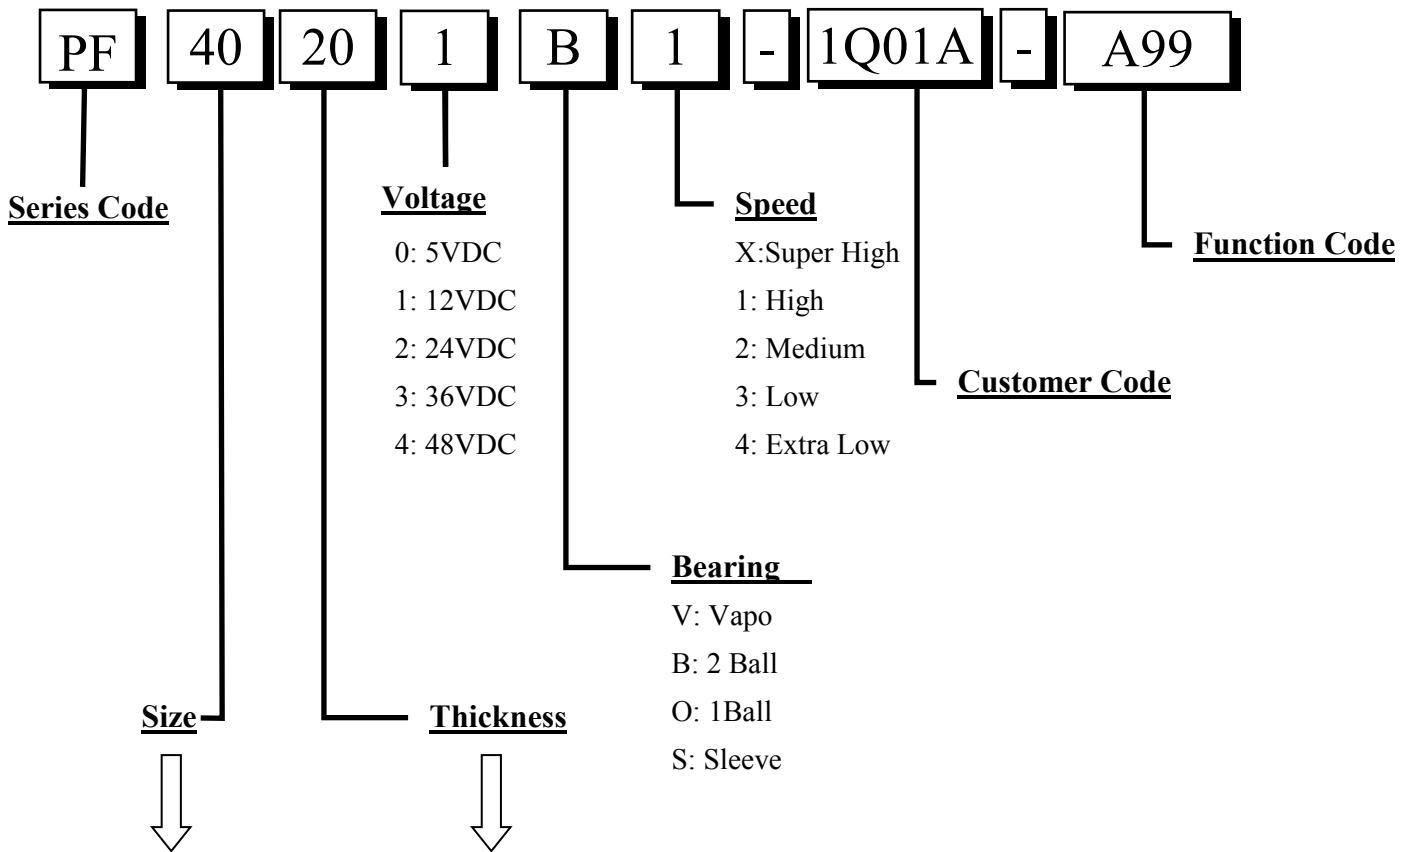 PF 40 20 1 B 1 - 1Q01A - A99
Series Code
Voltage
0: 5VDC
1: 12VDC
2: 24VDC
3: 36VDC
4: 48VDC
Speed
X:Super High
1: High
2: Medium
3: Low
4: Extra Low
Function Code
Customer Code
Bearing
V: Vapo
B: 2 Ball
O: 1Ball
S: Sleeve
Size
Thickness